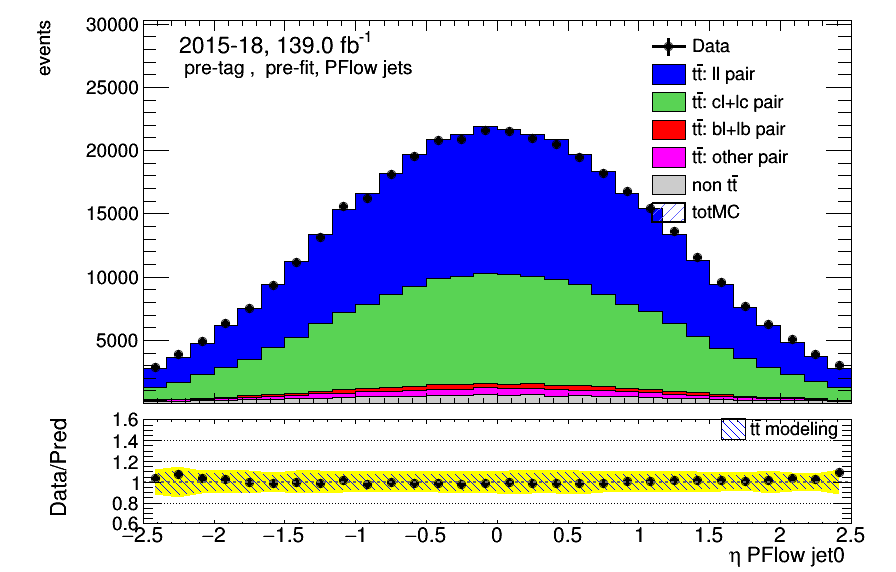 events
30000
25000
20000
15000
10000
5000
2015-18, 139.0 fb-1
pre-tag , pre-fit, PFlow jets
Data
tt̄: ll pair
tt̄: cl+lc pair
tt̄: bl+lb pair
tt̄: other pair
non tt̄
totMC
Data/Pred
1.6
1.4
1.2
1
0.8
0.6
tt̄ modeling
−2.5 −2 −1.5 −1 −0.5 0 0.5 1 1.5 2 2.5
η PFlow jet0